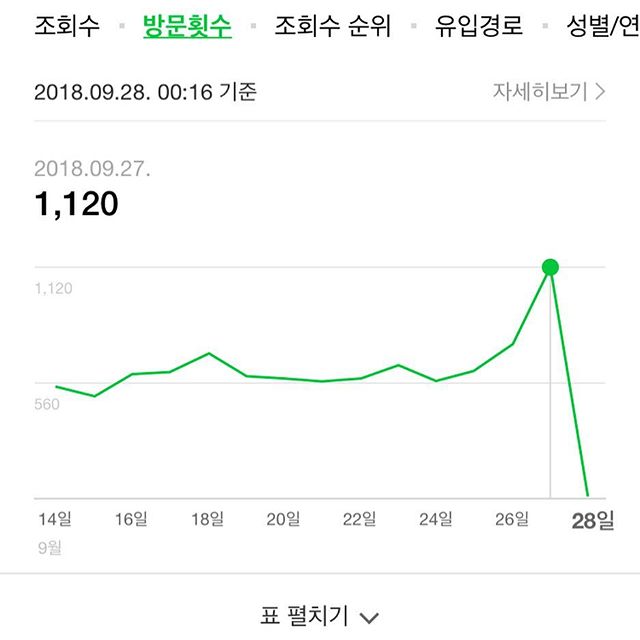 조회수 · 방문횟수 · 조회수 순위 · 유입경로 · 성별/연
2018.09.28. 00:16 기준 자세히보기 >
2018.09.27.
1,120
1,120
560
14일 16일 18일 20일 22일 24일 26일 28일
9월
표 펼치기